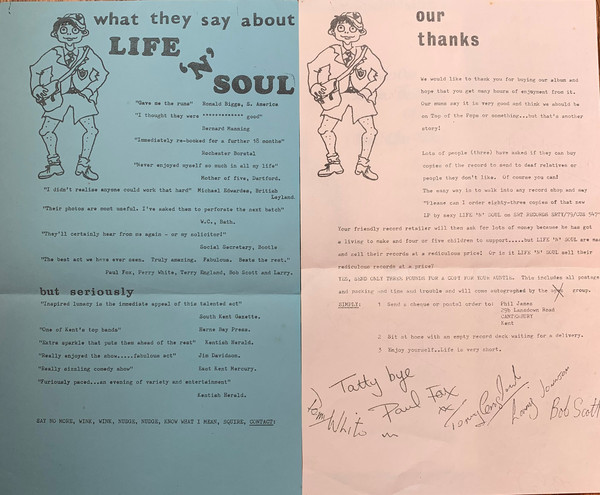 what they say about
LIFE
'N'
SOUL
"Gave me the runs" Ronald Biggs, S. America
"I thought they were ************ good"
Bernard Manning
"Immediately re-booked for a further 18 months"
Rochester Borstal
"Never enjoyed myself so much in all my life"
Mother of five, Dartford.
"I didn't realise anyone could work that hard" Michael Edwardes, British
Leyland.
"Their photos are most useful. I've asked them to perforate the next batch"
W.C., Bath.
"They'll certainly hear from us again - or my solicitor!"
Social Secretary, Bootle
"The best act we have ever seen. Truly amazing. Fabulous. Beats the rest."
Paul Fox, Perry White, Terry England, Bob Scott and Larry.
but seriously
"Inspired lunacy is the immediate appeal of this talented act"
South Kent Gazette.
"One of Kent's top bands" Herne Bay Press.
"Extra sparkle that puts them ahead of the rest" Kentish Herald.
"Really enjoyed the show.....fabulous act" Jim Davidson.
"Really sizzling comedy show" East Kent Mercury.
"Furiously paced...an evening of variety and entertainment"
Kentish Herald.
SAY NO MORE, WINK, WINK, NUDGE, NUDGE, KNOW WHAT I MEAN, SQUIRE, CONTACT:
our
thanks
We would like to thank you for buying our album and
hope that you get many hours of enjoyment from it.
Our mums say it is very good and think we should be
on Top of the Pops or something...but that's another
story!
Lots of people (three) have asked if they can buy
copies of the record to send to deaf relatives or
people they don't like. Of course you can!
The easy way is to walk into any record shop and say
"Please can I order eighty-three copies of that new
LP by sexy LIFE 'N' SOUL on
Your friendly record retailer will then ask for lots of money because he has got
a living to make and four or five children to support.....but LIFE 'N' SOUL are
and sell their records at a rediculous price! Or is it LIFE 'N' SOUL sell their
rediculous records at a price?
YES, SEND ONLY THREE POUNDS FOR A COPY FOR YOUR AUNTIE. This includes all postage
and packing and time and trouble and will come autographed by the group.
SIMPLY: 1 Send a cheque or postal order to: Phil James
Lansdown Road
CANTERBURY
Kent
2 Sit at home with an empty record deck waiting for a delivery.
3 Enjoy yourself...Life is very short.
Tatty bye
White Paul Fox Larry Bob Scott